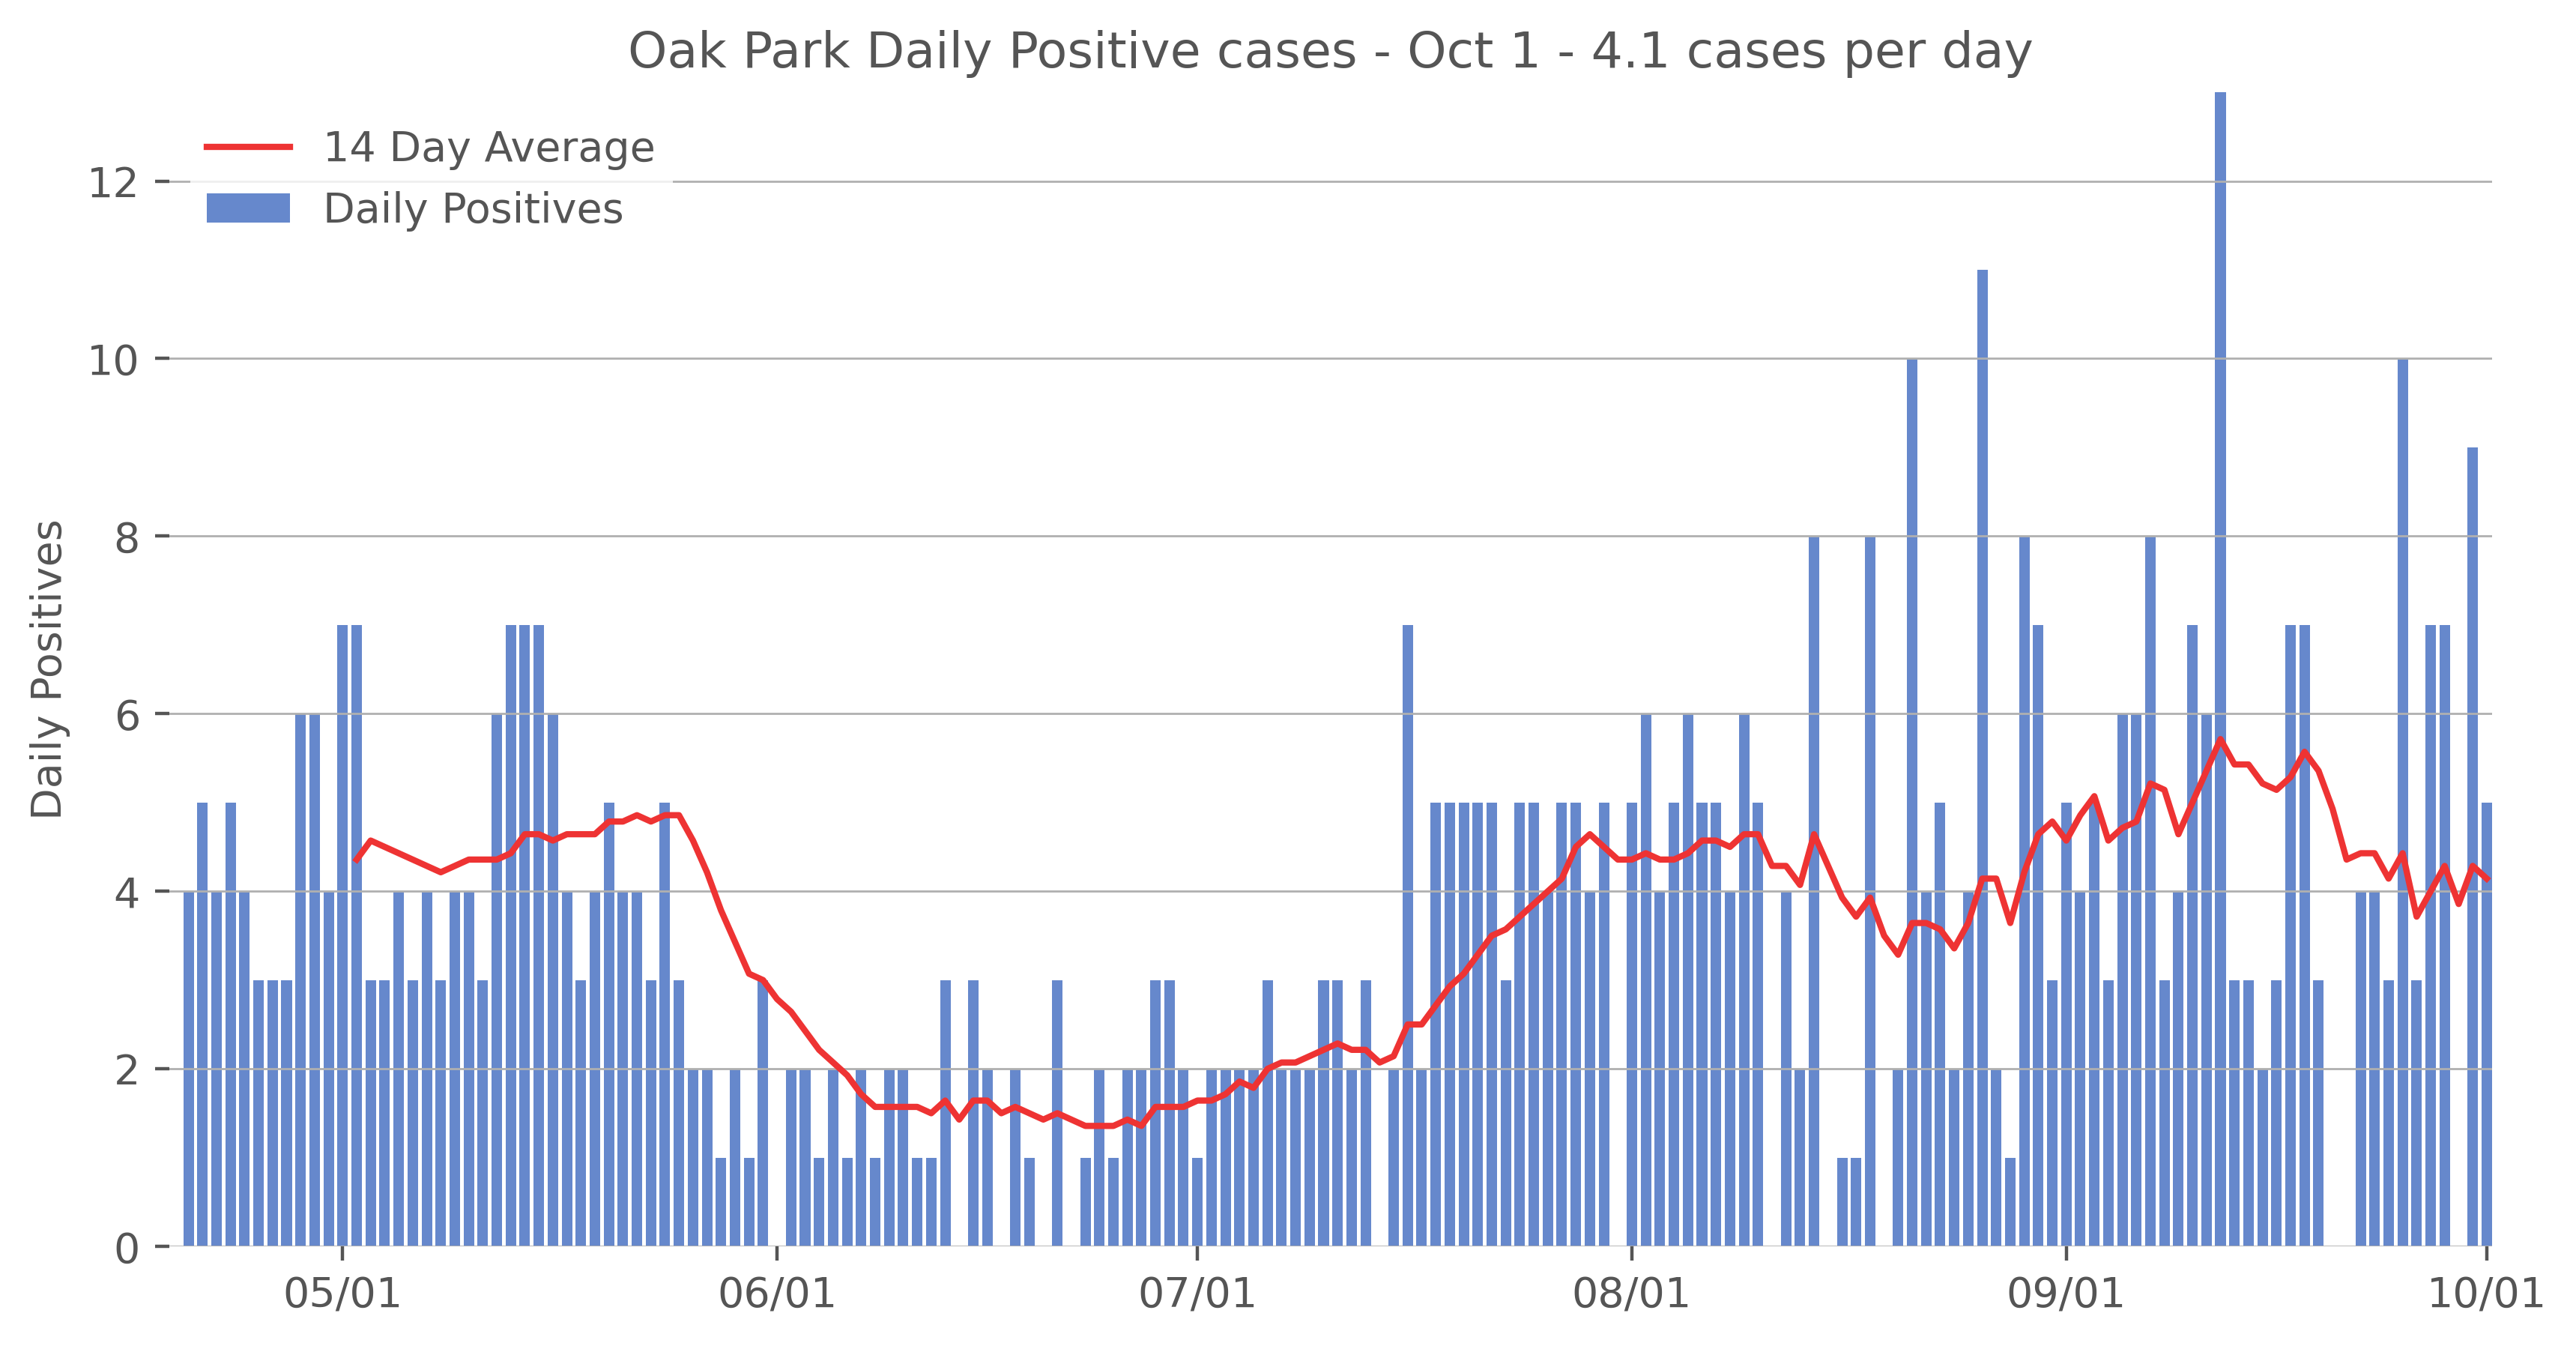 Oak Park Daily Positive cases - Oct 1 - 4.1 cases per day
14 Day Average
Daily Positives
Daily Positives
12
10
8
6
4
2
0
05/01 06/01 07/01 08/01 09/01 10/01